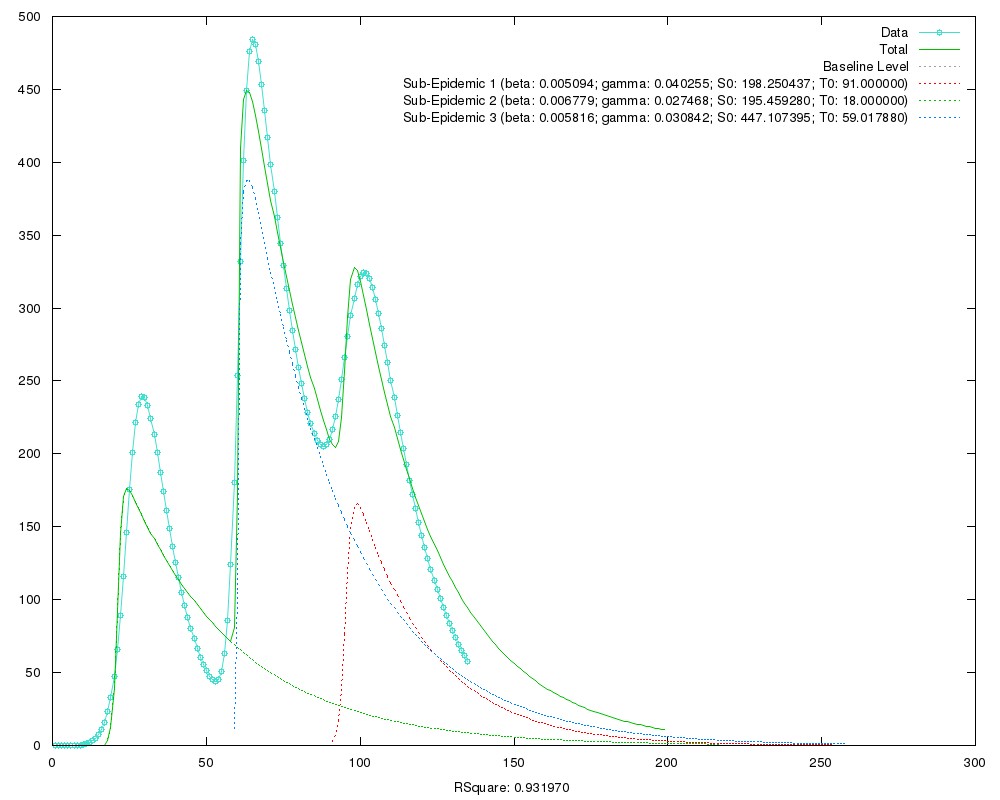 500
450
400
350
300
250
200
150
100
50
0
0 50 100 150 200 250 300
Data
Total
Baseline Level
Sub-Epidemic 1 (beta: 0.005094; gamma: 0.040255; S0: 198.250437; T0: 91.000000)
Sub-Epidemic 2 (beta: 0.006779; gamma: 0.027468; S0: 195.459280; T0: 18.000000)
Sub-Epidemic 3 (beta: 0.005816; gamma: 0.030842; S0: 447.107395; T0: 59.017880)
RSquare: 0.931970